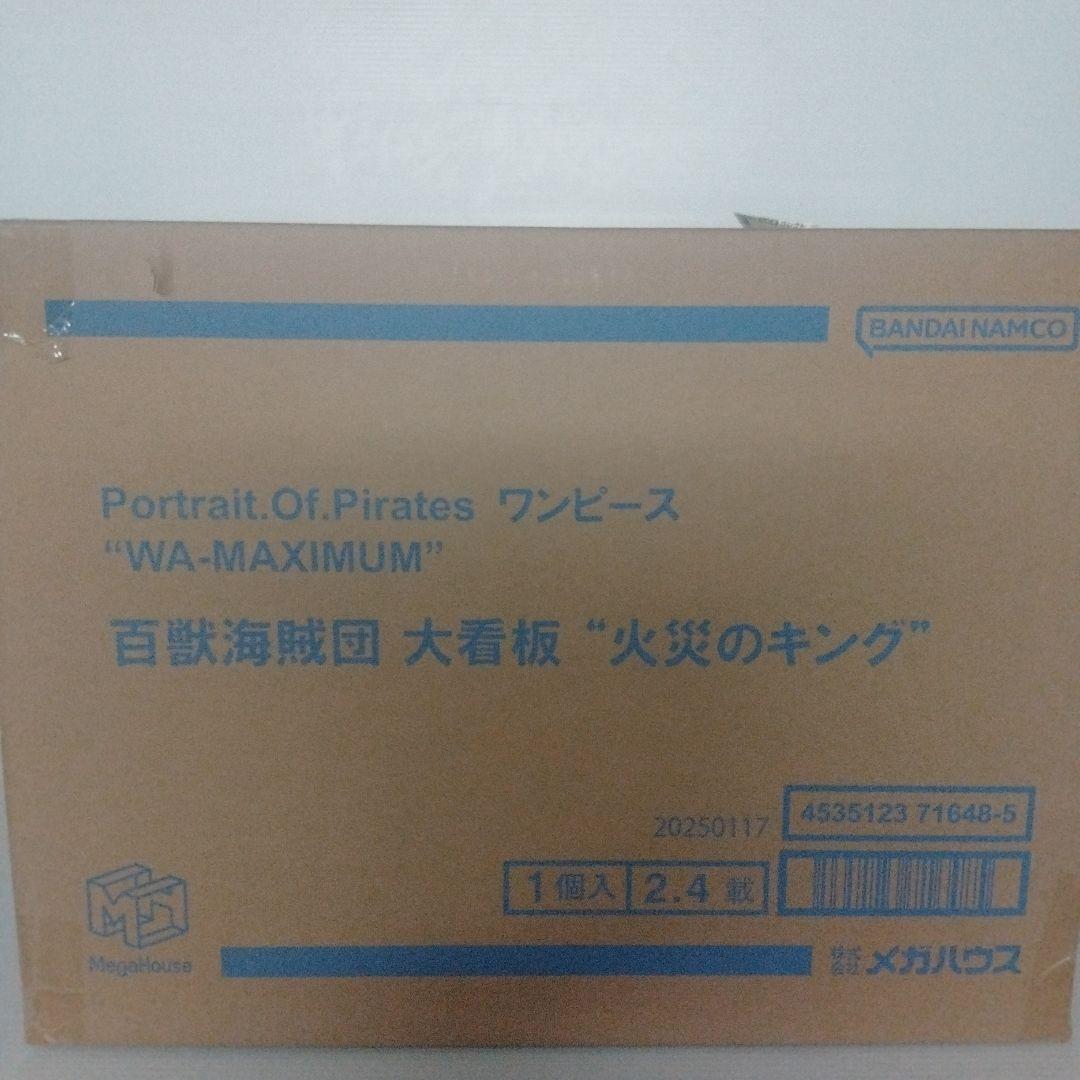 BANDAI NAMCO
Portrait.Of.Pirates ワンピース
“WA-MAXIMUM”
百獣海賊団 大看板 “火災のキング”
20250117
4535123 71648-5
1個入 2.4 載
MegaHouse
株式会社 メガハウス